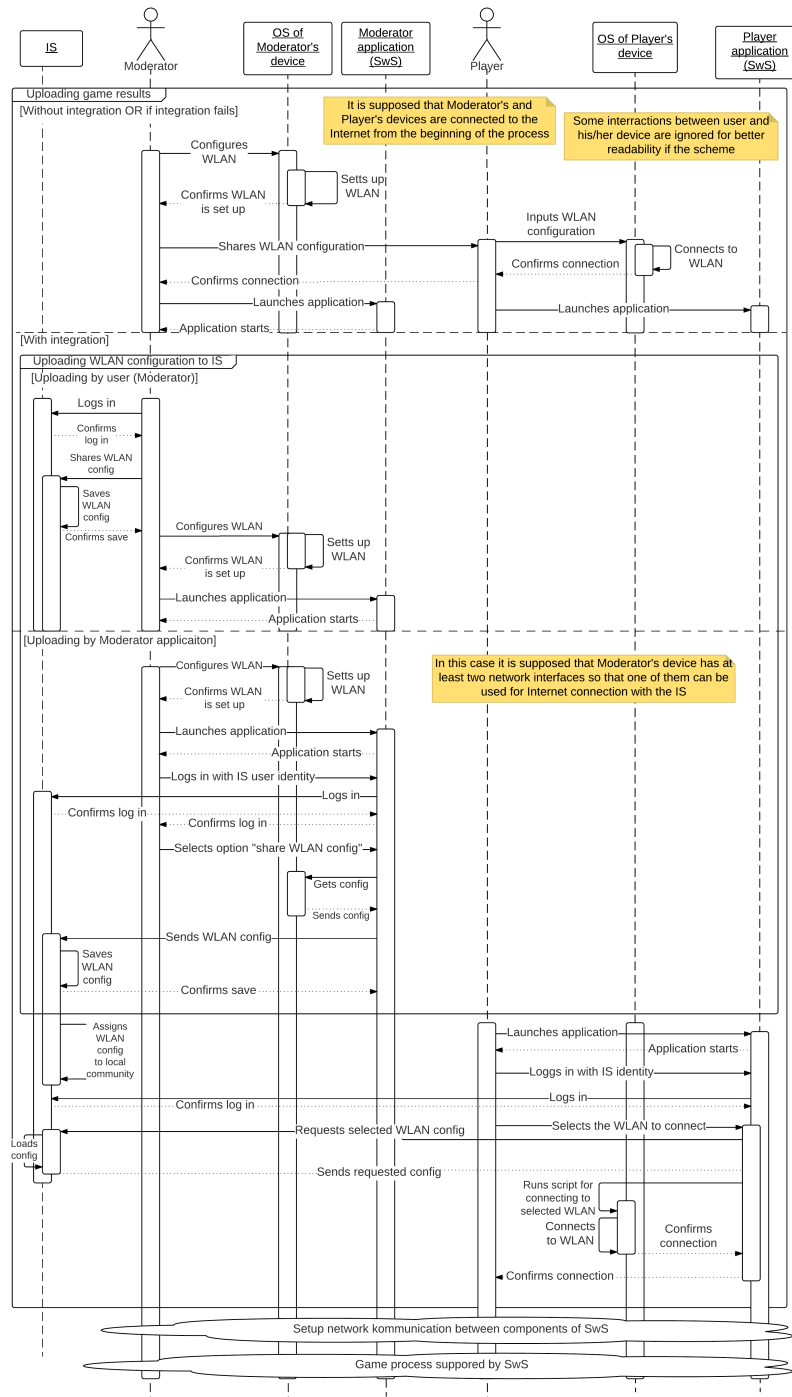 IS
Moderator
OS of
Moderator's
device
Moderator
application
(SwS)
Player
OS of Player's
device
Player
application
(SwS)
Uploading game results
[Without integration OR if integration fails]
It is supposed that Moderator's and
Player's devices are connected to the
Internet from the beginning of the process
Some interractions between user and
his/her device are ignored for better
readability if the scheme
Configures
WLAN
Setts up
WLAN
Confirms WLAN
is set up
Inputs WLAN
configuration
Shares WLAN configuration
Connects to
WLAN
Confirms connection
Confirms connection
Launches application
Launches application
Application starts
[With integration]
Uploading WLAN configuration to IS
[Uploading by user (Moderator)]
Logs in
Confirms
log in
Shares WLAN
config
Saves
WLAN
config
Confirms save
Configures WLAN
Setts up
WLAN
Confirms WLAN
is set up
Launches application
Application starts
[Uploading by Moderator applicaiton]
In this case it is supposed that Moderator's device has at
least two network interfaces so that one of them can be
used for Internet connection with the IS
Configures WLAN
Setts up
WLAN
Confirms WLAN
is set up
Launches application
Application starts
Logs in with IS user identity
Logs in
Confirms log in
Confirms log in
Selects option "share WLAN config"
Gets config
Sends config
Sends WLAN config
Saves
WLAN
config
Confirms save
Assigns
WLAN
config
to local
community
Launches application
Application starts
Loggs in with IS identity
Logs in
Confirms log in
Selects the WLAN to connect
Requests selected WLAN config
Loads
config
Sends requested config
Runs script for
connecting to
selected WLAN
Connects
to WLAN
Confirms
connection
Confirms connection
Setup network kommunication between components of SwS
Game process suppored by SwS